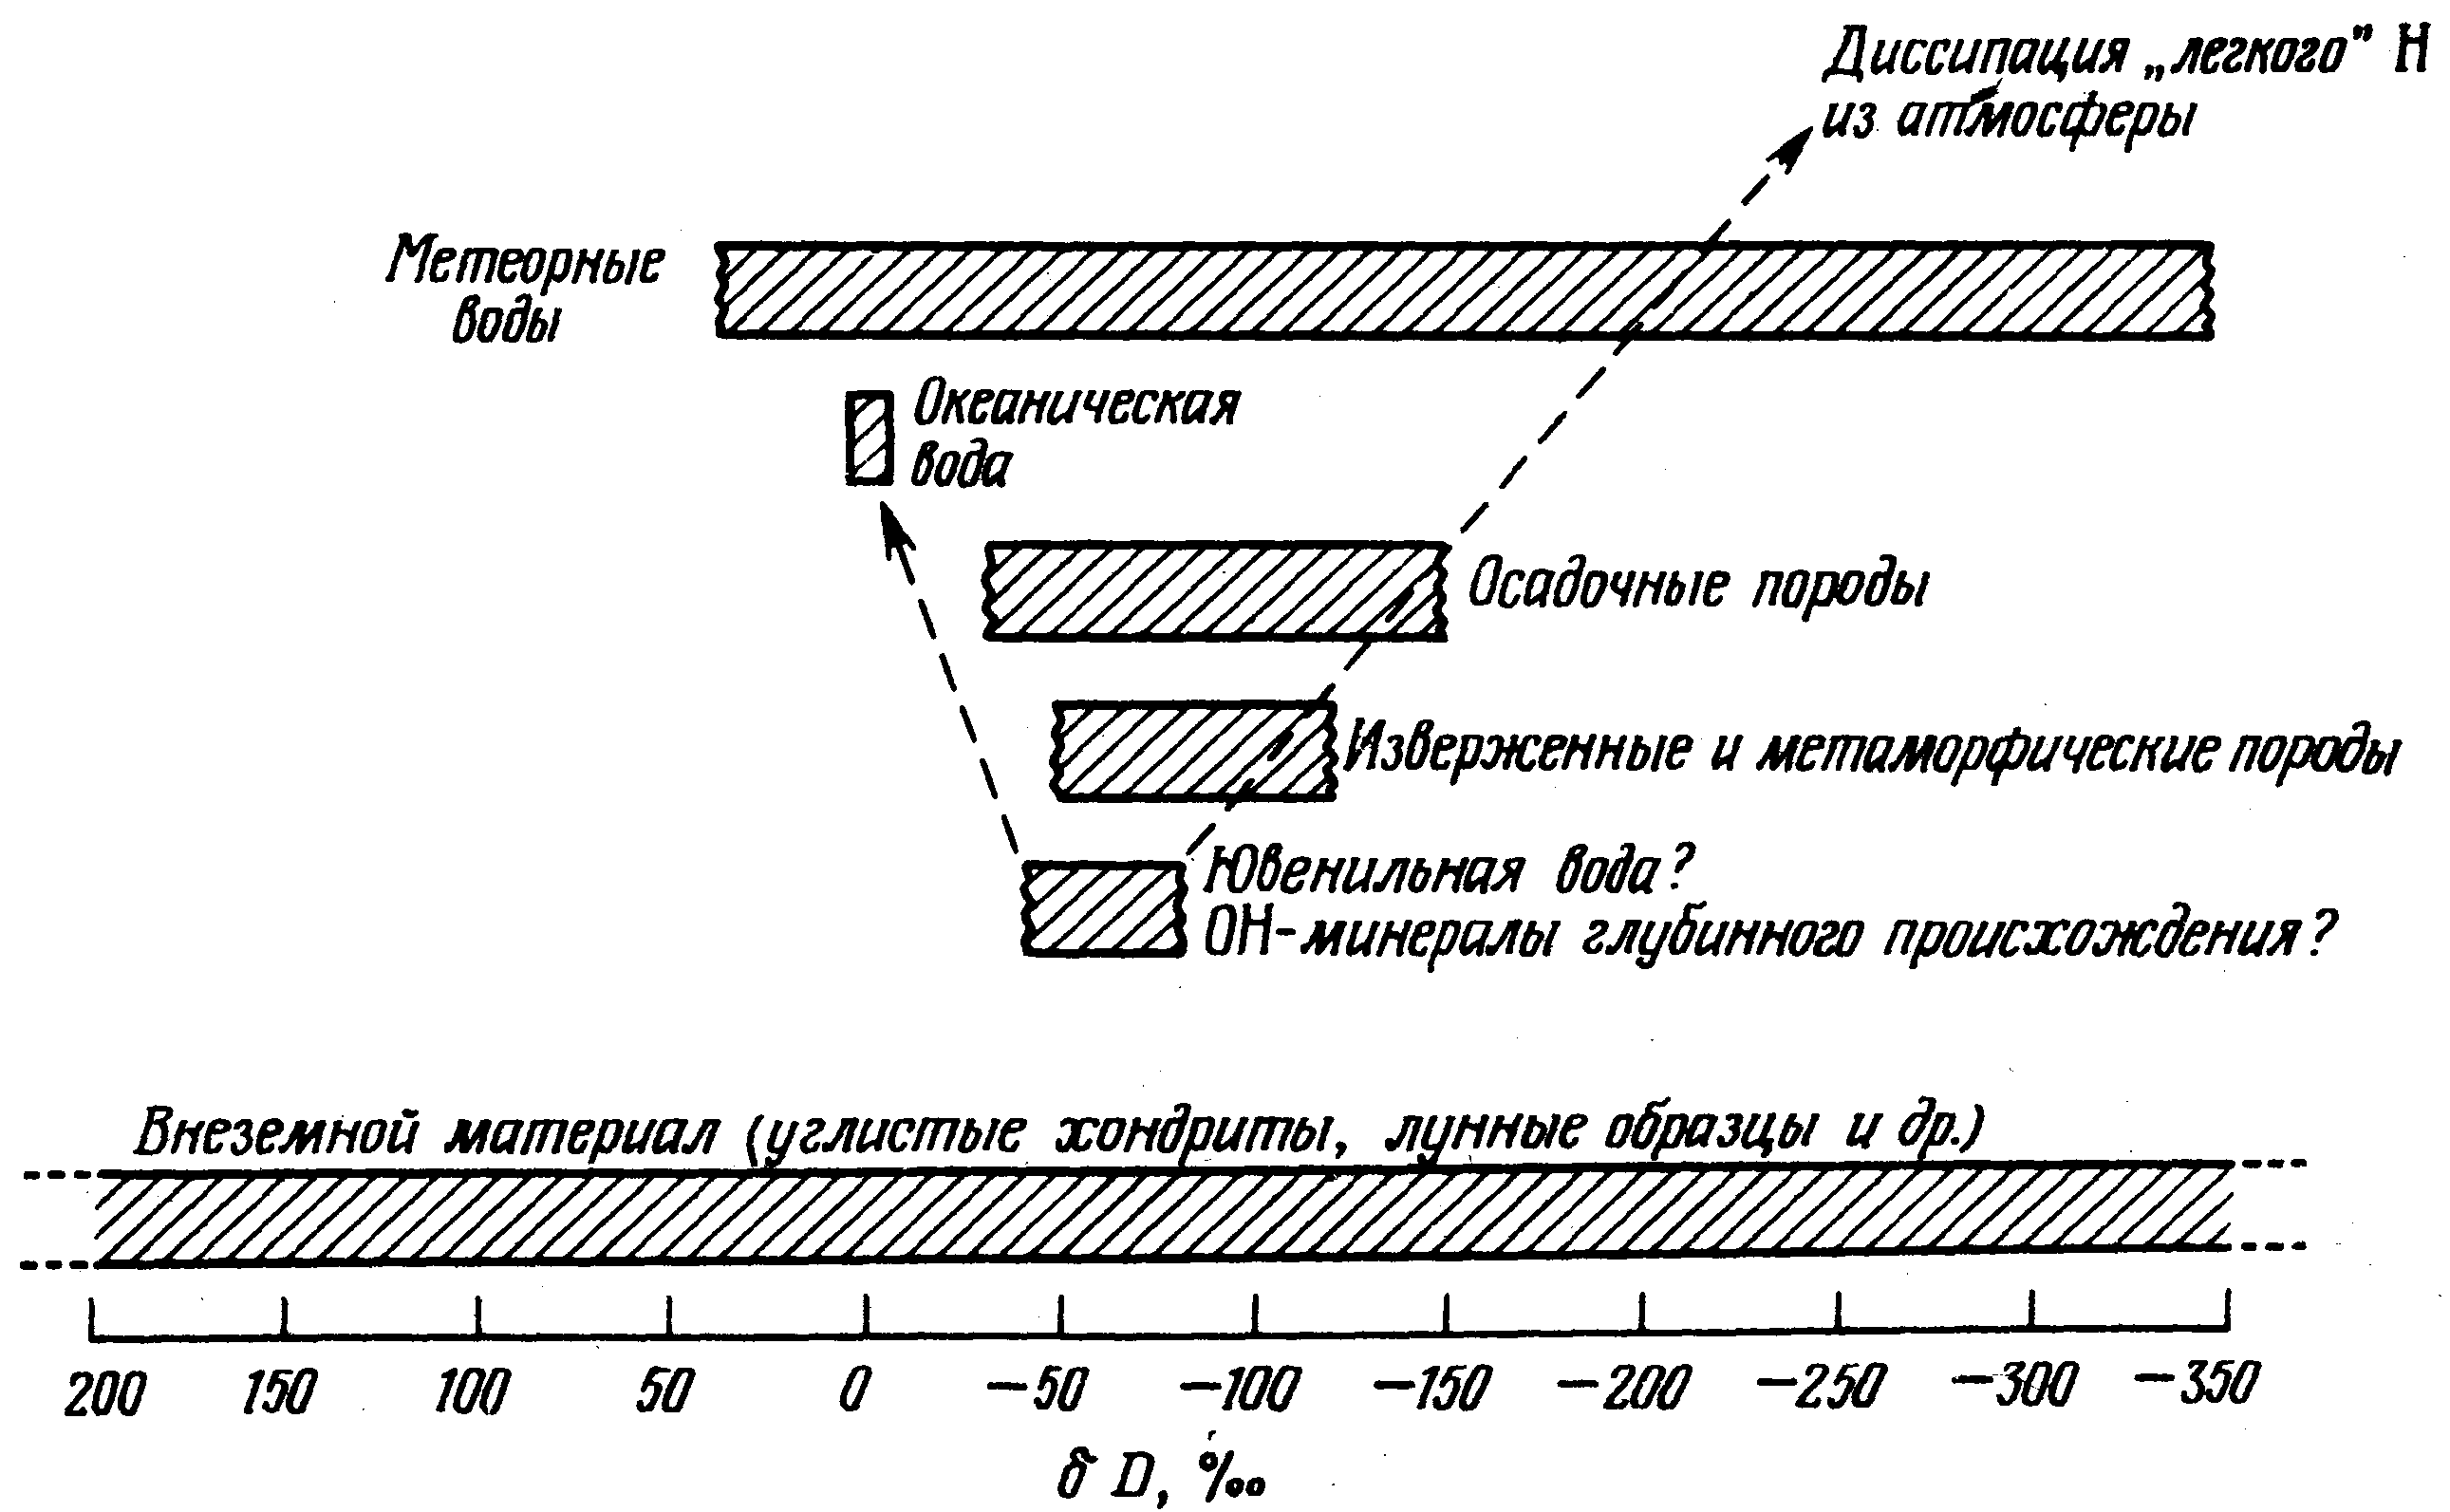 Диссипация „легкого" Н
из атмосферы
Метеорные
воды
Океаническая
вода
Осадочные породы
Изверженные и метаморфические породы
Ювенильная вода?
ОН-минералы глубинного происхождения?
Внеземной материал (углистые хондриты, лунные образцы и др.)
200 150 100 50 0 −50 −100 −150 −200 −250 −300 −350
δ D, ‰